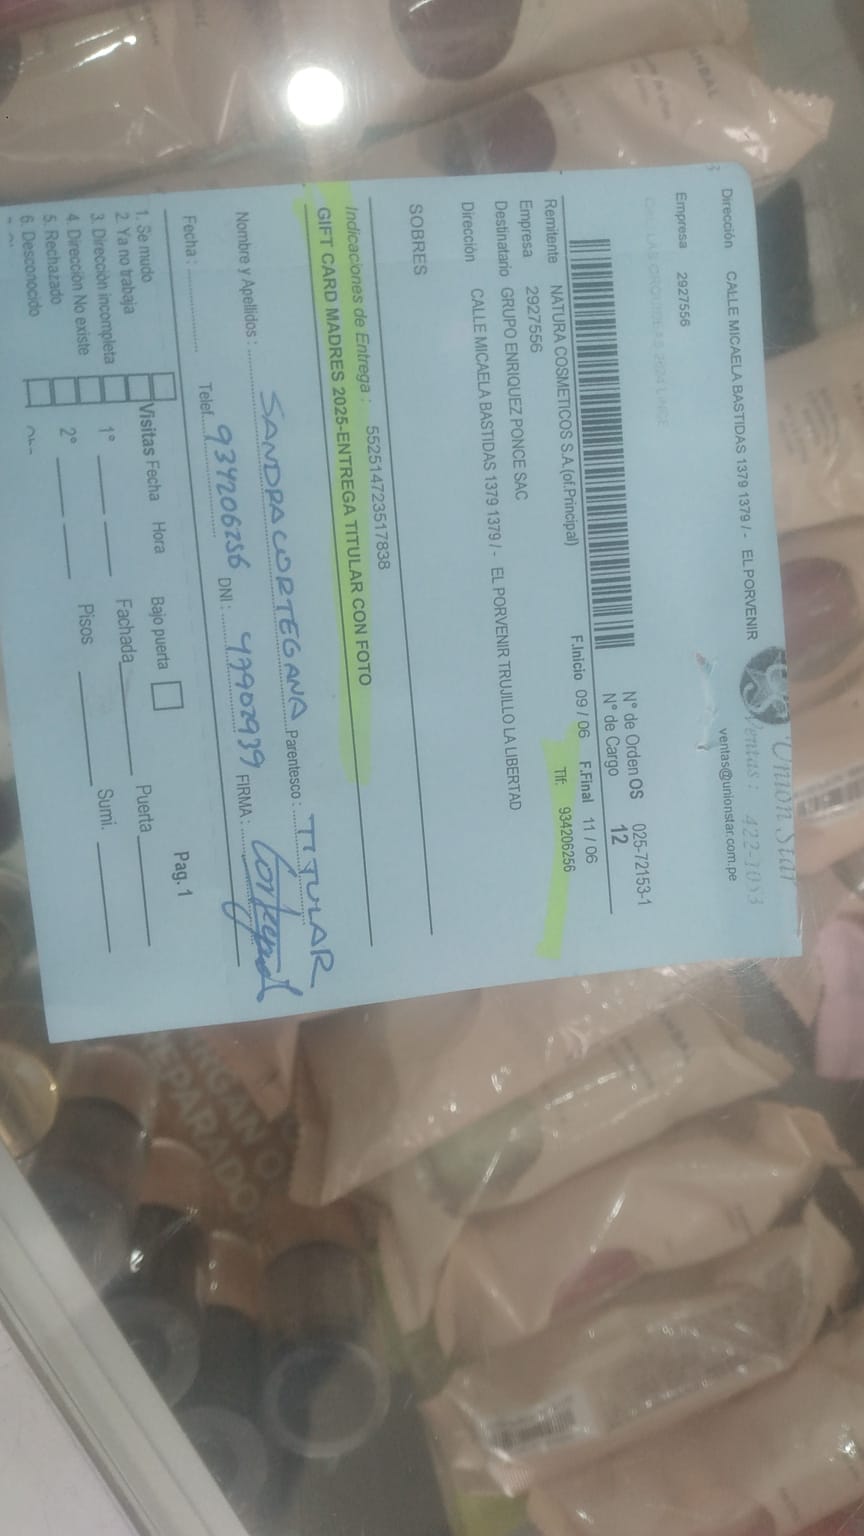 Union Star
Ventas : 422-1053
ventas@unionstar.com.pe
Dirección CALLE MICAELA BASTIDAS 1379 1379 / - EL PORVENIR
Empresa 2927556
N° de Orden OS 025-72153-1
N° de Cargo 12
F.Inicio 09 / 06 F.Final 11 / 06
Remitente NATURA COSMETICOS S.A.(of.Principal)
Tlf: 934206256
Empresa 2927556
Destinatario GRUPO ENRIQUEZ PONCE SAC
Dirección CALLE MICAELA BASTIDAS 1379 1379 / - EL PORVENIR TRUJILLO LA LIBERTAD
SOBRES
Indicaciones de Entrega : 552514723517838
GIFT CARD MADRES 2025-ENTREGA TITULAR CON FOTO
Nombre y Apellidos : SANDRA CORTEGANA Parentesco : TITULAR
Fecha : Telef. 934206256 DNI : 49902939 FIRMA :
Pag. 1
1. Se mudo
2. Ya no trabaja
3. Dirección incompleta
4. Dirección No existe
5. Rechazado
6. Desconocido
Visitas Fecha Hora Bajo puerta
1° Fachada Puerta
2° Pisos Sumi.